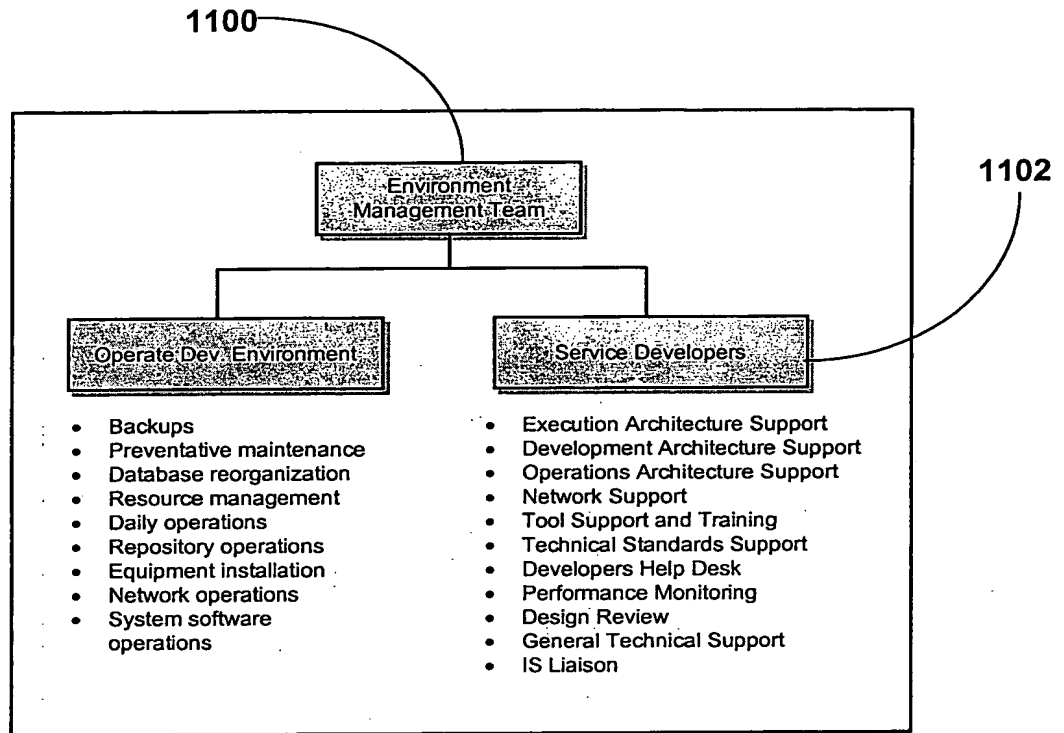 1100
1102
Environment
Management Team
Operate Dev. Environment
Service Developers
• Backups
• Preventative maintenance
• Database reorganization
• Resource management
• Daily operations
• Repository operations
• Equipment installation
• Network operations
• System software
operations
• Execution Architecture Support
• Development Architecture Support
• Operations Architecture Support
• Network Support
• Tool Support and Training
• Technical Standards Support
• Developers Help Desk
• Performance Monitoring
• Design Review
• General Technical Support
• IS Liaison